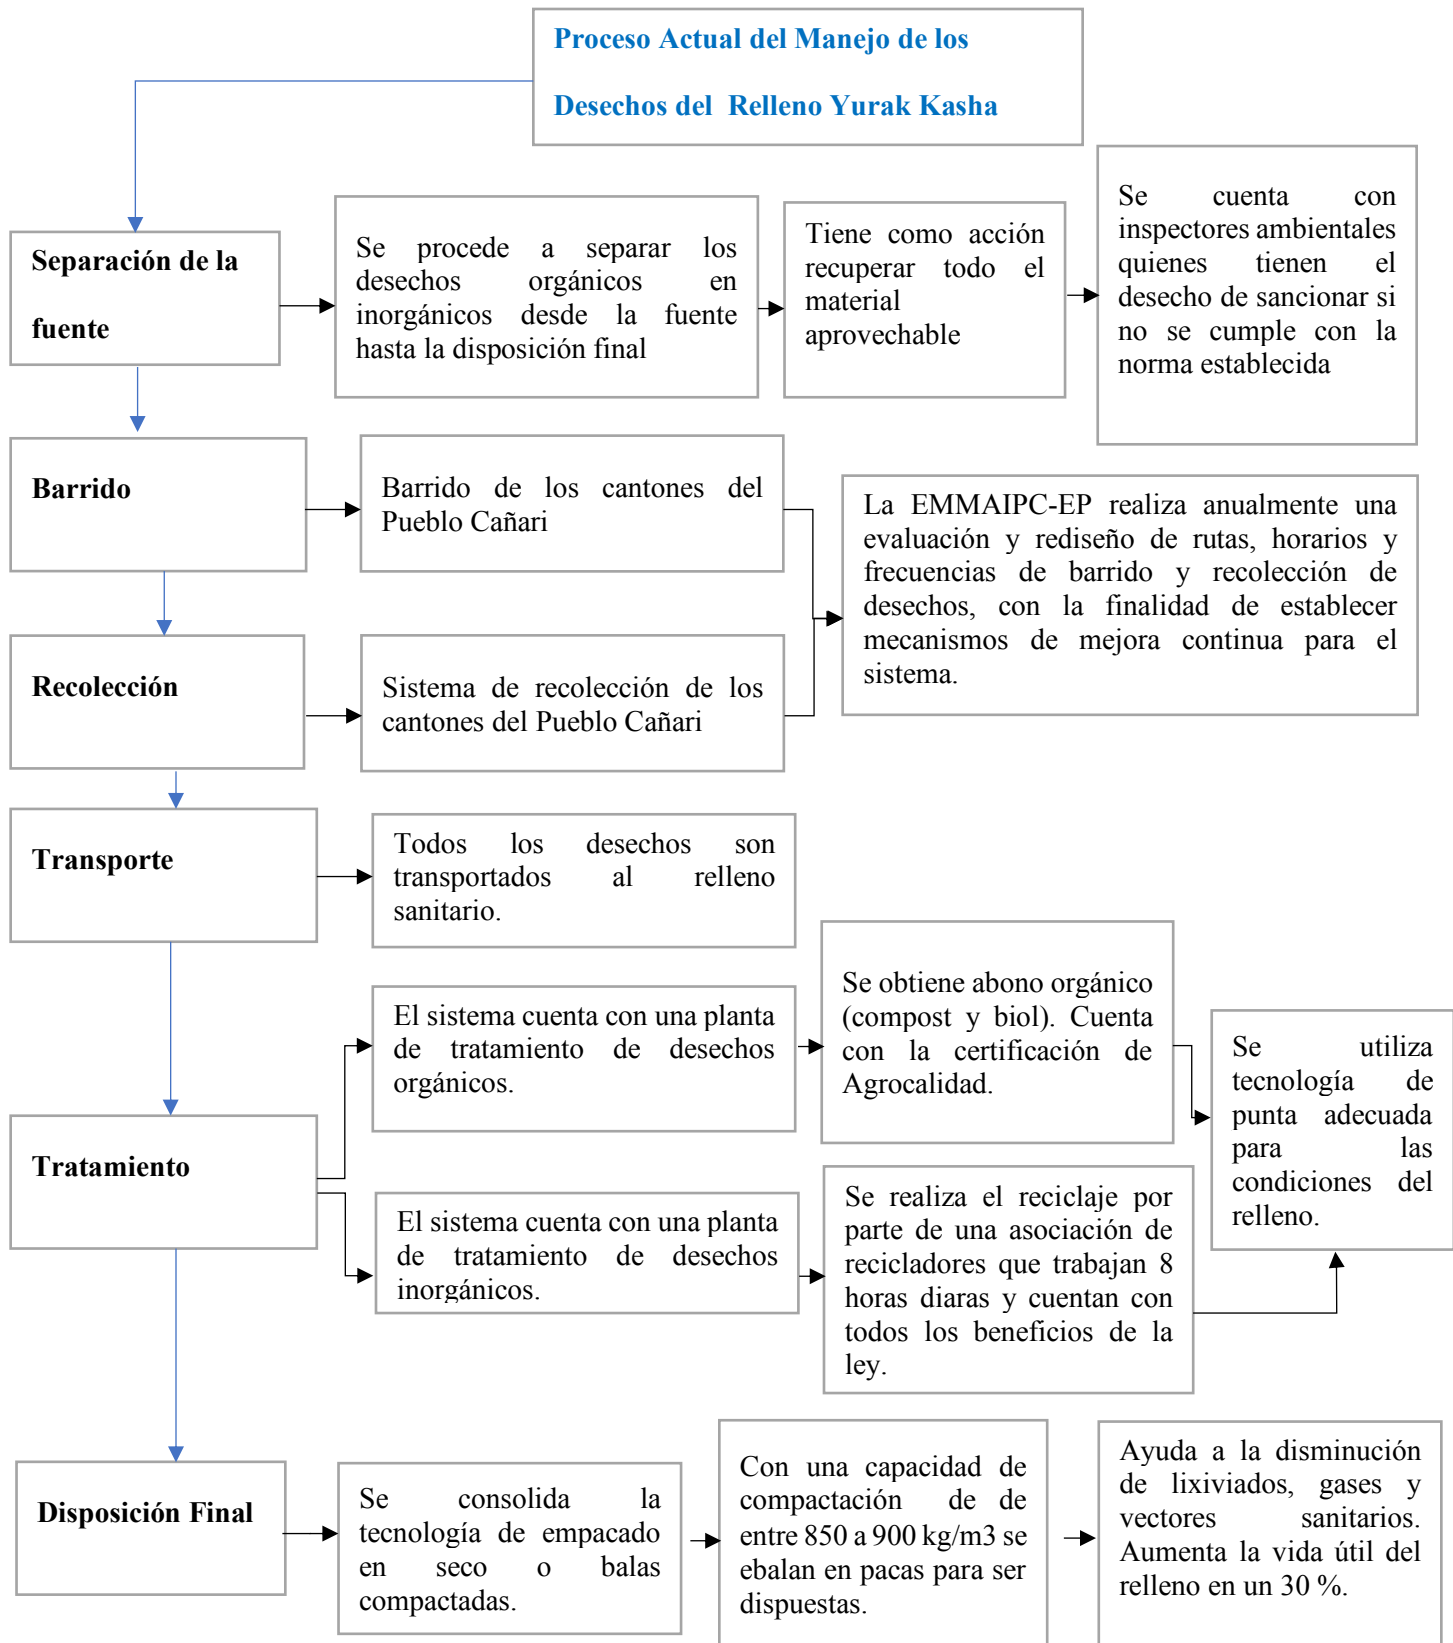 Proceso Actual del Manejo de los
Desechos del Relleno Yurak Kasha
Separación de la
fuente
Se procede a separar los
desechos orgánicos en
inorgánicos desde la fuente
hasta la disposición final
Tiene como acción
recuperar todo el
material
aprovechable
Se cuenta con
inspectores ambientales
quienes tienen el
desecho de sancionar si
no se cumple con la
norma establecida
Barrido
Barrido de los cantones del
Pueblo Cañari
La EMMAIPC-EP realiza anualmente una
evaluación y rediseño de rutas, horarios y
frecuencias de barrido y recolección de
desechos, con la finalidad de establecer
mecanismos de mejora continua para el
sistema.
Recolección
Sistema de recolección de los
cantones del Pueblo Cañari
Transporte
Todos los desechos son
transportados al relleno
sanitario.
Tratamiento
El sistema cuenta con una planta
de tratamiento de desechos
orgánicos.
Se obtiene abono orgánico
(compost y biol). Cuenta
con la certificación de
Agrocalidad.
Se utiliza
tecnología de
punta adecuada
para las
condiciones del
relleno.
El sistema cuenta con una planta
de tratamiento de desechos
inorgánicos.
Se realiza el reciclaje por
parte de una asociación de
recicladores que trabajan 8
horas diaras y cuentan con
todos los beneficios de la
ley.
Disposición Final
Se consolida la
tecnología de empacado
en seco o balas
compactadas.
Con una capacidad de
compactación de de
entre 850 a 900 kg/m3 se
ebalan en pacas para ser
dispuestas.
Ayuda a la disminución
de lixiviados, gases y
vectores sanitarios.
Aumenta la vida útil del
relleno en un 30 %.